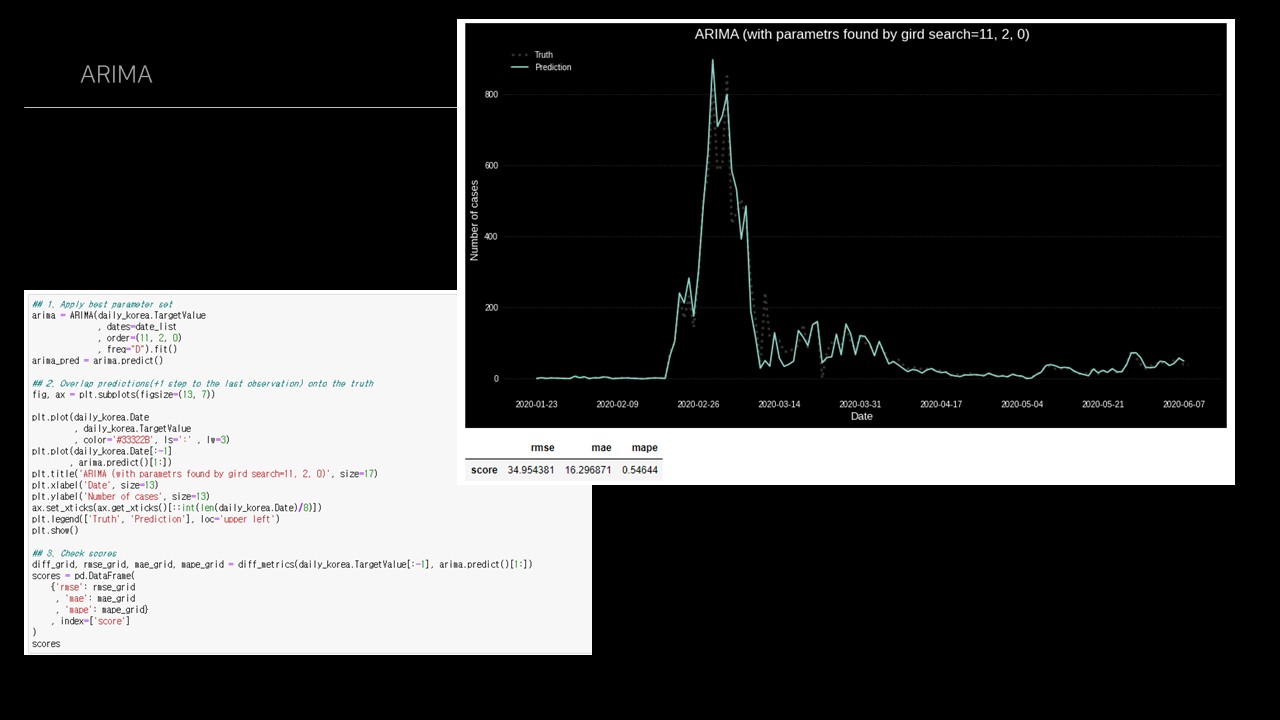 ARIMA
ARIMA (with parametrs found by gird search=11, 2, 0)
Truth
Prediction
Number of cases
800
600
400
200
0
2020-01-23 2020-02-09 2020-02-26 2020-03-14 2020-03-31 2020-04-17 2020-05-04 2020-05-21 2020-06-07
Date
rmse mae mape
score 34.954381 16.296871 0.54644
## 1. Apply best parameter set
arima = ARIMA(daily_korea.TargetValue
, dates=date_list
, order=(11, 2, 0)
, freq="D").fit()
arima_pred = arima.predict()
## 2. Overlap predictions(+1 step to the last observation) onto the truth
fig, ax = plt.subplots(figsize=(13, 7))
plt.plot(daily_korea.Date
, daily_korea.TargetValue
, color='#33322B', ls=':' , lw=3)
plt.plot(daily_korea.Date[:-1]
, arima.predict()[1:])
plt.title('ARIMA (with parametrs found by gird search=11, 2, 0)', size=17)
plt.xlabel('Date', size=13)
plt.ylabel('Number of cases', size=13)
ax.set_xticks(ax.get_xticks()[::int(len(daily_korea.Date)/8)])
plt.legend(['Truth', 'Prediction'], loc='upper left')
plt.show()
## 3. Check scores
diff_grid, rmse_grid, mae_grid, mape_grid = diff_metrics(daily_korea.TargetValue[:-1], arima.predict()[1:])
scores = pd.DataFrame(
{'rmse': rmse_grid
, 'mae': mae_grid
, 'mape': mape_grid}
, index=['score']
)
scores